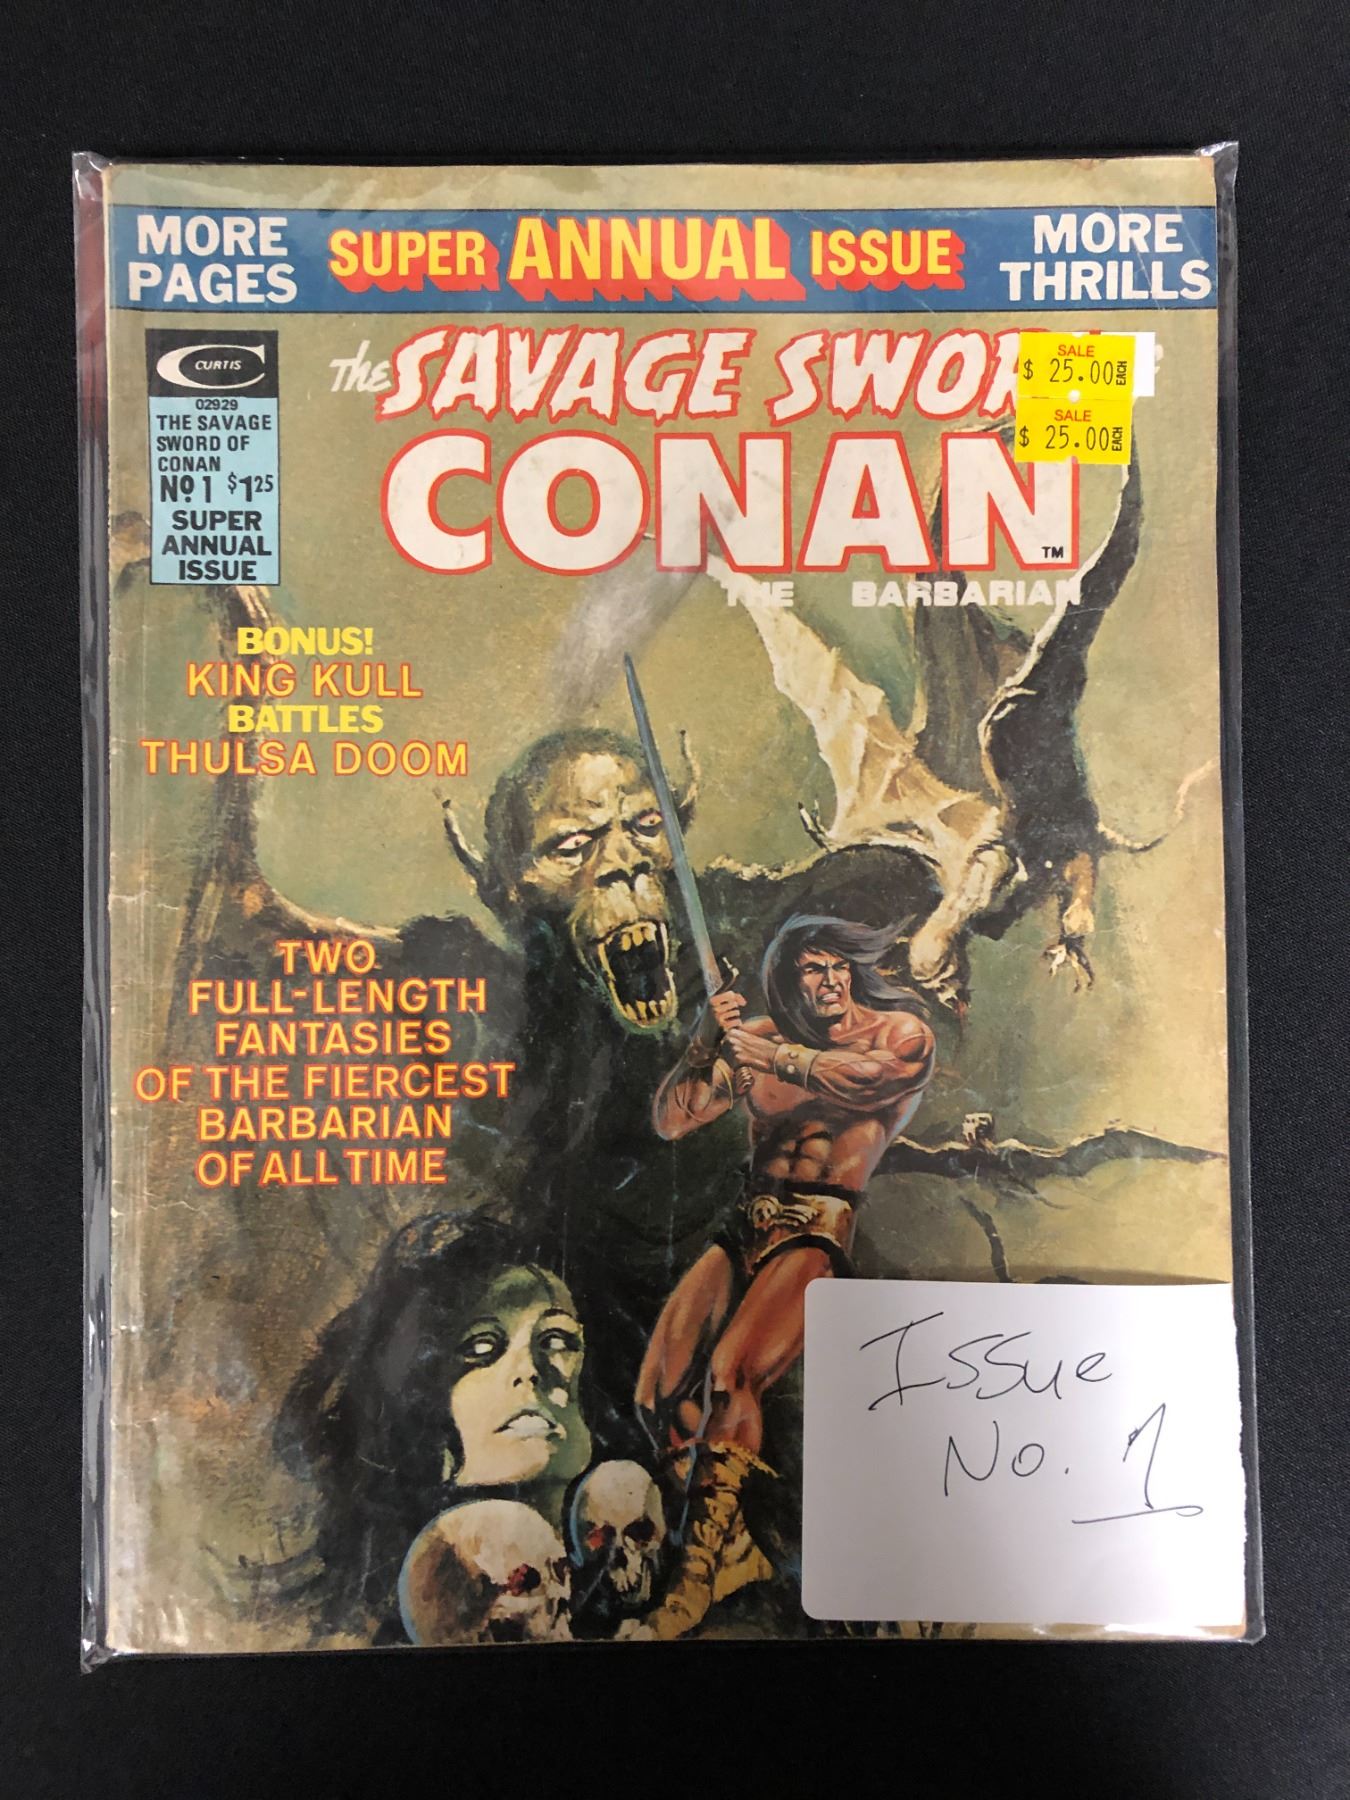 MORE PAGES
SUPER ANNUAL ISSUE
MORE THRILLS
CURTIS
02929
THE SAVAGE
SWORD OF
CONAN
Nº 1 $1 25
SUPER
ANNUAL
ISSUE
The SAVAGE
CONAN
TM
THE BARBARIAN
SALE
$ 25.00 EACH
SALE
$ 25.00 EACH
BONUS!
KING KULL
BATTLES
THULSA DOOM
TWO
FULL-LENGTH
FANTASIES
OF THE FIERCEST
BARBARIAN
OF ALL TIME
Issue
No. 1